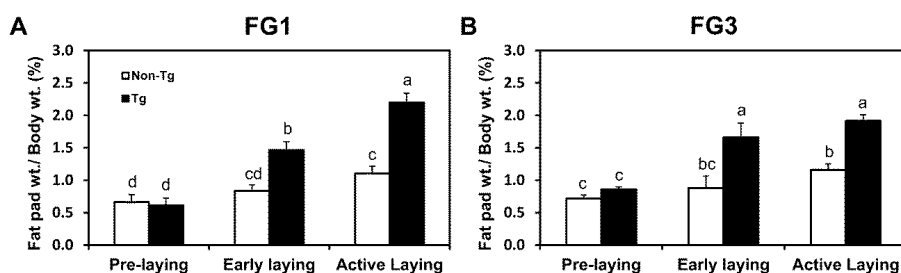 A
FG1
Fat pad wt./ Body wt. (%)
3.0
2.5
2.0
1.5
1.0
0.5
0.0
Non-Tg
Tg
d
d
cd
b
c
a
Pre-laying
Early laying
Active Laying
B
FG3
Fat pad wt./ Body wt. (%)
3.0
2.5
2.0
1.5
1.0
0.5
0.0
c
c
bc
a
b
a
Pre-laying
Early laying
Active Laying